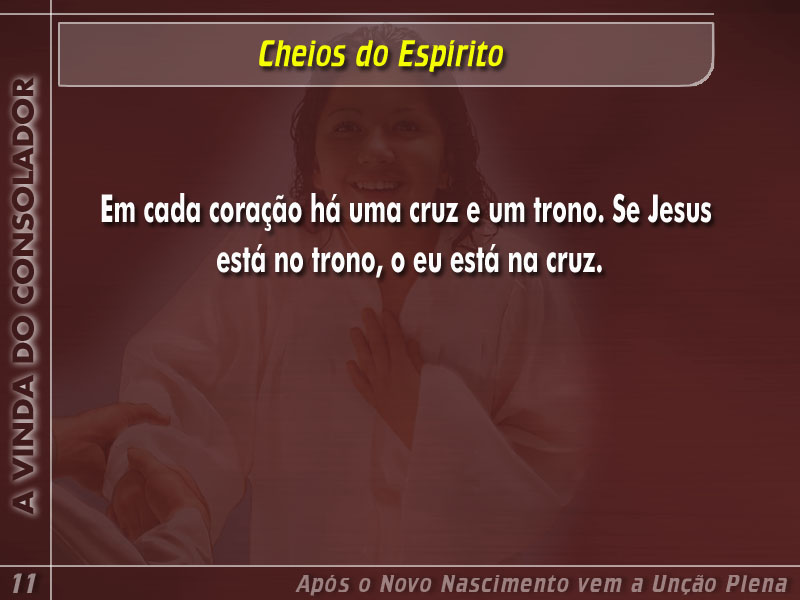 Cheios do Espírito
A VINDA DO CONSOLADOR
Em cada coração há uma cruz e um trono. Se Jesus
está no trono, o eu está na cruz.
11
Após o Novo Nascimento vem a Unção Plena